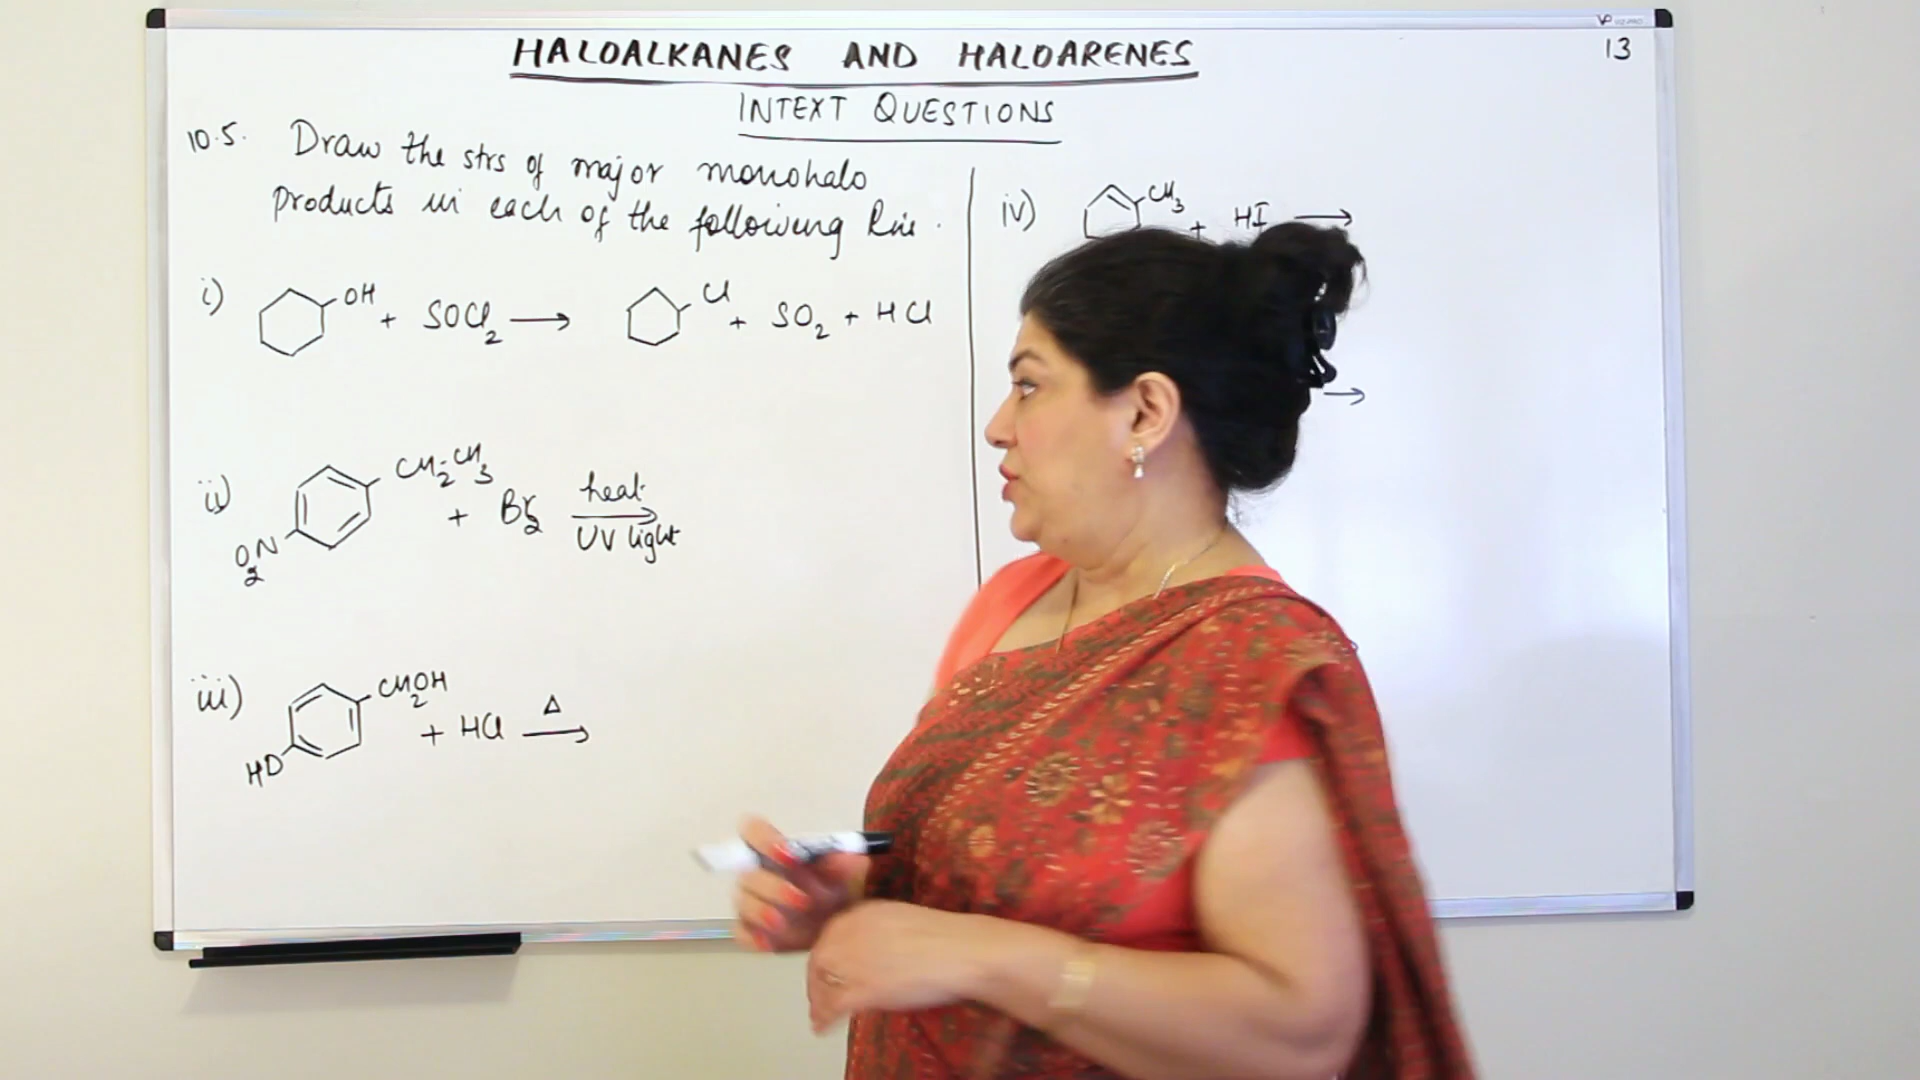 VIZ-PRO
13
HALOALKANES AND HALOARENES
INTEXT QUESTIONS
10.5. Draw the strs of major monohalo
products in each of the following
i) OH + SOCl2 → Cl + SO2 + HCl
ii) CH2-CH3 + Br2 heat UV light
O2N
iii) CH2OH + HCl Δ →
HO
iv) CH3 + HI →
→